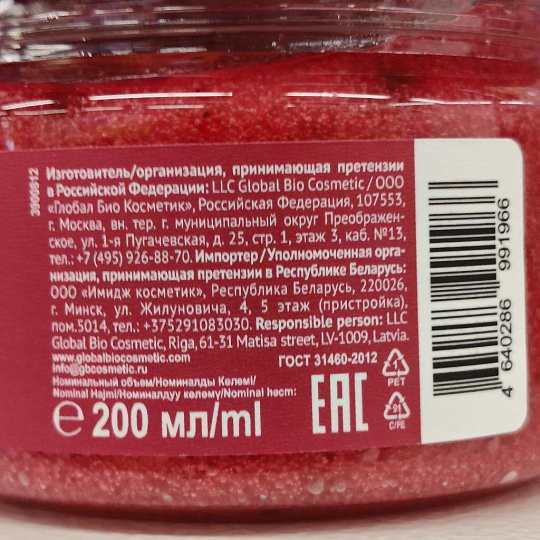 3000812
Изготовитель/организация, принимающая претензии
в Российской Федерации: LLC Global Bio Cosmetic / ООО
«Глобал Био Косметик», Российская Федерация, 107553,
г. Москва, вн. тер. г. муниципальный округ Преображен-
ское, ул. 1-я Пугачевская, д. 25, стр. 1, этаж 3, каб. №13,
тел.: +7 (495) 926-88-70. Импортер / Уполномоченная орга-
низация, принимающая претензии в Республике Беларусь:
ООО «Имидж косметик», Республика Беларусь, 220026,
г. Минск, ул. Жилуновича, 4, 5 этаж (пристройка),
пом.5014, тел.: +375291083030. Responsible person: LLC
Global Bio Cosmetic, Riga, 61-31 Matisa street, LV-1009, Latvia.
www.globalbiocosmetic.com
info@gbcosmetic.ru
ГОСТ 31460-2012
Номинальный объем/Номиналды Көлемі/
Nominal Hajmi/Номиналдуу көлөмү/Nominal həcm:
℮ 200 мл/ml
EAC
1
PET
91
C/FE
4 640286 991966